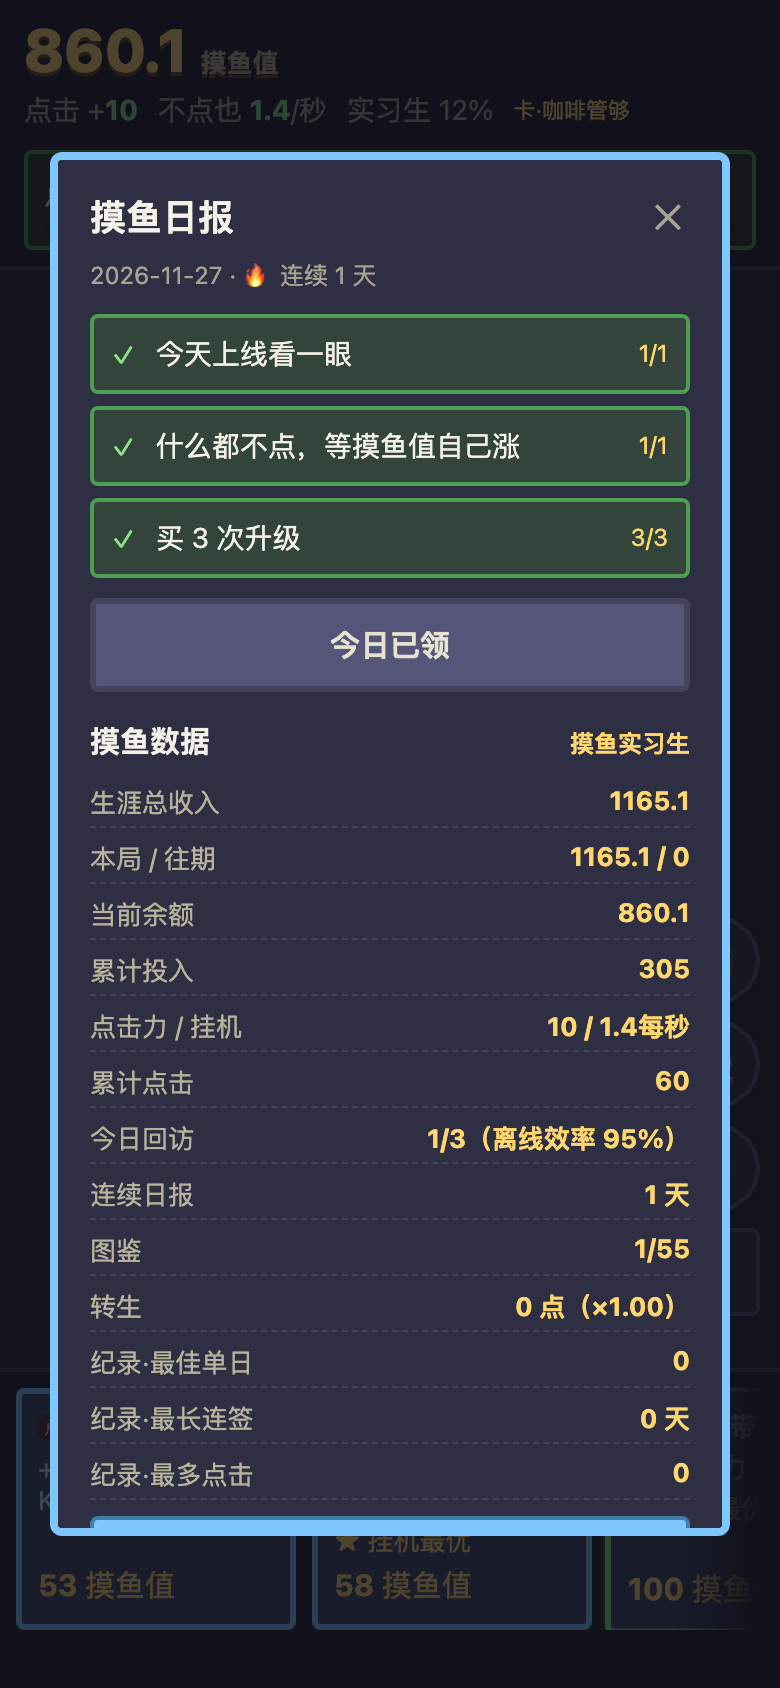 860.1 摸鱼值
点击 +10 不点也 1.4/秒 实习生 12% 卡·咖啡管够
摸鱼日报
2026-11-27 · 🔥 连续 1 天
今天上线看一眼 1/1
什么都不点，等摸鱼值自己涨 1/1
买 3 次升级 3/3
今日已领
摸鱼数据 摸鱼实习生
生涯总收入 1165.1
本局 / 往期 1165.1 / 0
当前余额 860.1
累计投入 305
点击力 / 挂机 10 / 1.4每秒
累计点击 60
今日回访 1/3（离线效率 95%）
连续日报 1 天
图鉴 1/55
转生 0 点（×1.00）
纪录·最佳单日 0
纪录·最长连签 0 天
纪录·最多点击 0
★ 挂机最优
53 摸鱼值 58 摸鱼值 100 摸鱼